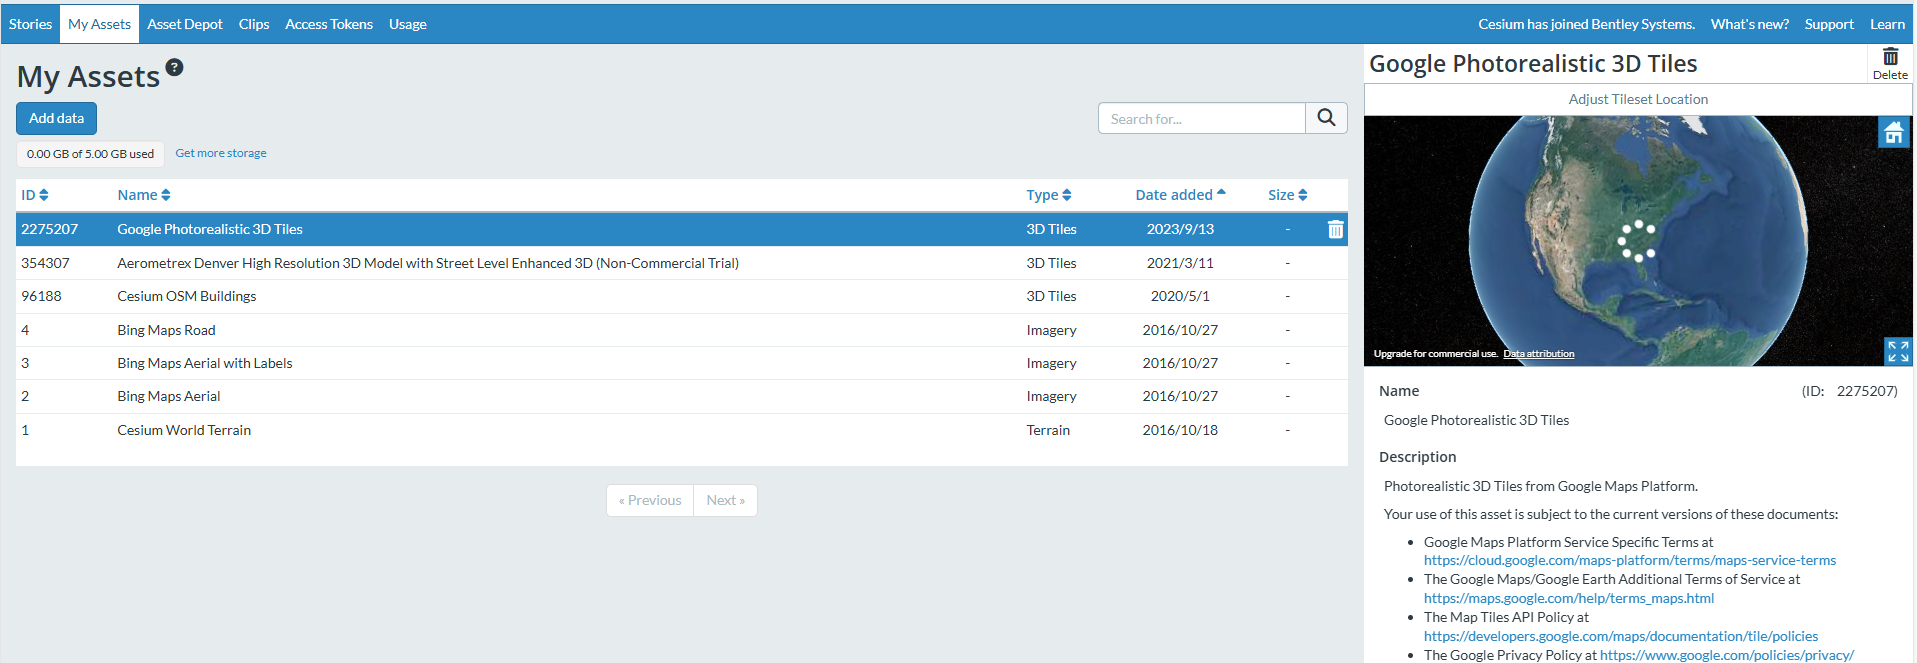 Stories My Assets Asset Depot Clips Access Tokens Usage Cesium has joined Bentley Systems. What's new? Support Learn
My Assets ?
Add data
Search for...
0.00 GB of 5.00 GB used Get more storage
ID Name Type Date added Size
2275207 Google Photorealistic 3D Tiles 3D Tiles 2023/9/13 -
354307 Aerometrex Denver High Resolution 3D Model with Street Level Enhanced 3D (Non-Commercial Trial) 3D Tiles 2021/3/11 -
96188 Cesium OSM Buildings 3D Tiles 2020/5/1 -
4 Bing Maps Road Imagery 2016/10/27 -
3 Bing Maps Aerial with Labels Imagery 2016/10/27 -
2 Bing Maps Aerial Imagery 2016/10/27 -
1 Cesium World Terrain Terrain 2016/10/18 -
« Previous Next »
Google Photorealistic 3D Tiles
Delete
Adjust Tileset Location
Upgrade for commercial use. Data attribution
Name (ID: 2275207)
Google Photorealistic 3D Tiles
Description
Photorealistic 3D Tiles from Google Maps Platform.
Your use of this asset is subject to the current versions of these documents:
• Google Maps Platform Service Specific Terms at
https://cloud.google.com/maps-platform/terms/maps-service-terms
• The Google Maps/Google Earth Additional Terms of Service at
https://maps.google.com/help/terms_maps.html
• The Map Tiles API Policy at
https://developers.google.com/maps/documentation/tile/policies
• The Google Privacy Policy at https://www.google.com/policies/privacy/